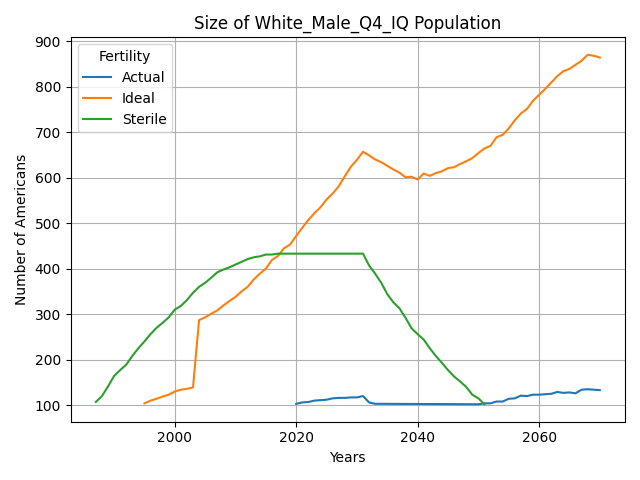 Size of White_Male_Q4_IQ Population
Number of Americans
900
800
700
600
500
400
300
200
100
Fertility
Actual
Ideal
Sterile
2000
2020
2040
2060
Years